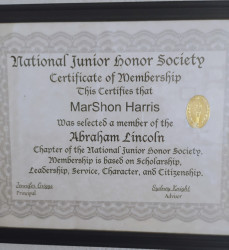 National Junior Honor Society
Certificate of Membership
This Certifies that
MarShon Harris
Was selected a member of the
Abraham Lincoln
Chapter of the National Junior Honor Society.
Membership is based on Scholarship,
Leadership, Service, Character, and Citizenship.
Sydney Knight
Principal
Advisor